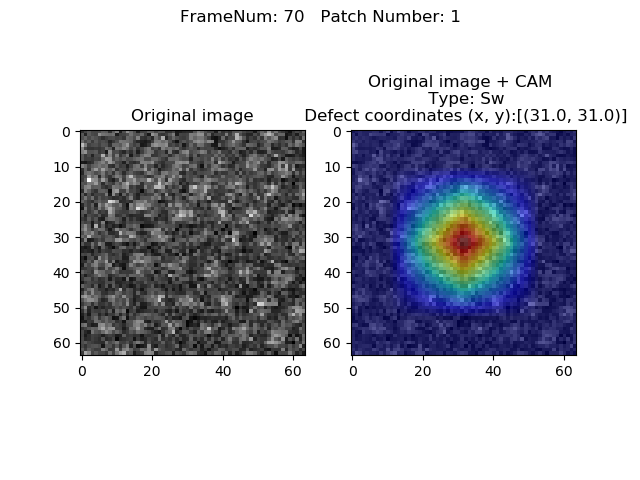 FrameNum: 70   Patch Number: 1
Original image
0
10
20
30
40
50
60
0 20 40 60
Original image + CAM
Type: Sw
Defect coordinates (x, y):[(31.0, 31.0)]
0
10
20
30
40
50
60
0 20 40 60